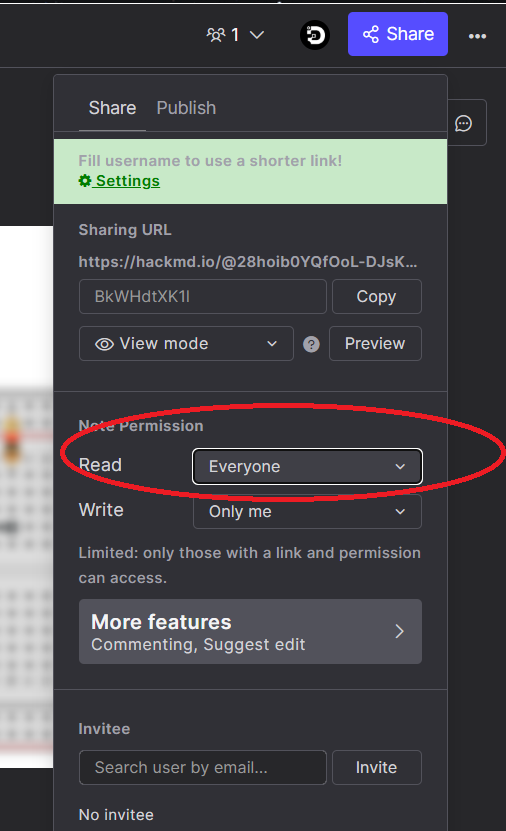 1
Share
Share Publish
Fill username to use a shorter link!
Settings
Sharing URL
https://hackmd.io/@28hoib0YQfOoL-DJsK...
BkWHdtXK1l Copy
View mode ? Preview
Note Permission
Read Everyone
Write Only me
Limited: only those with a link and permission
can access.
More features
Commenting, Suggest edit
Invitee
Search user by email... Invite
No invitee